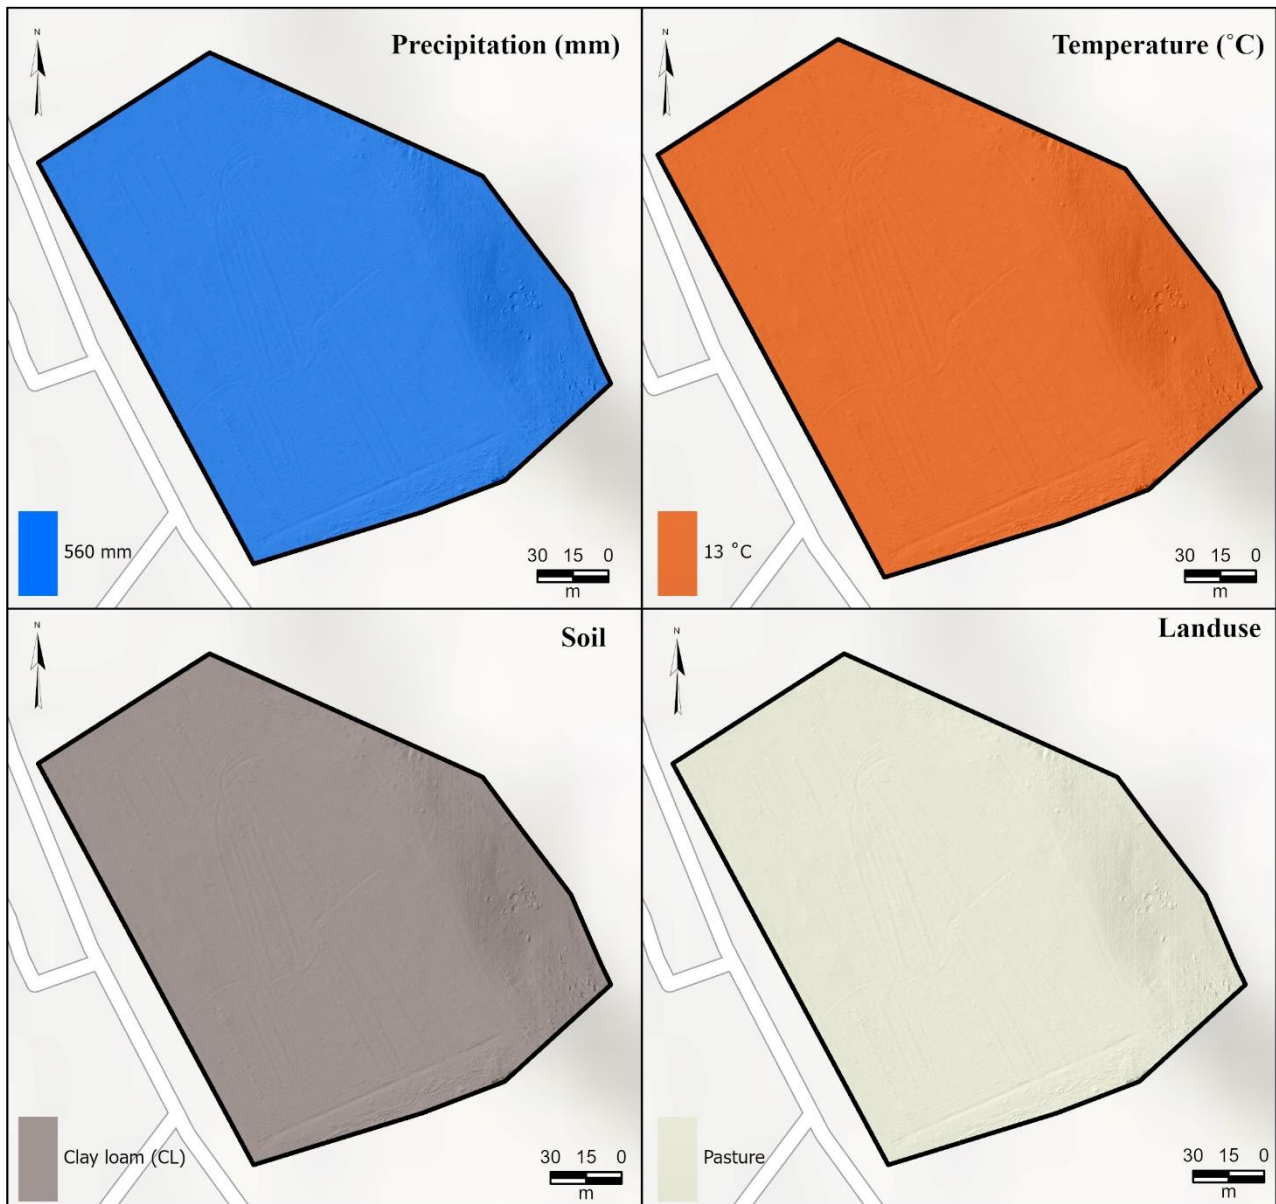 N
Precipitation (mm)
560 mm
30 15 0
m
N
Temperature (˚C)
13 ˚C
30 15 0
m
N
Soil
Clay loam (CL)
30 15 0
m
N
Landuse
Pasture
30 15 0
m